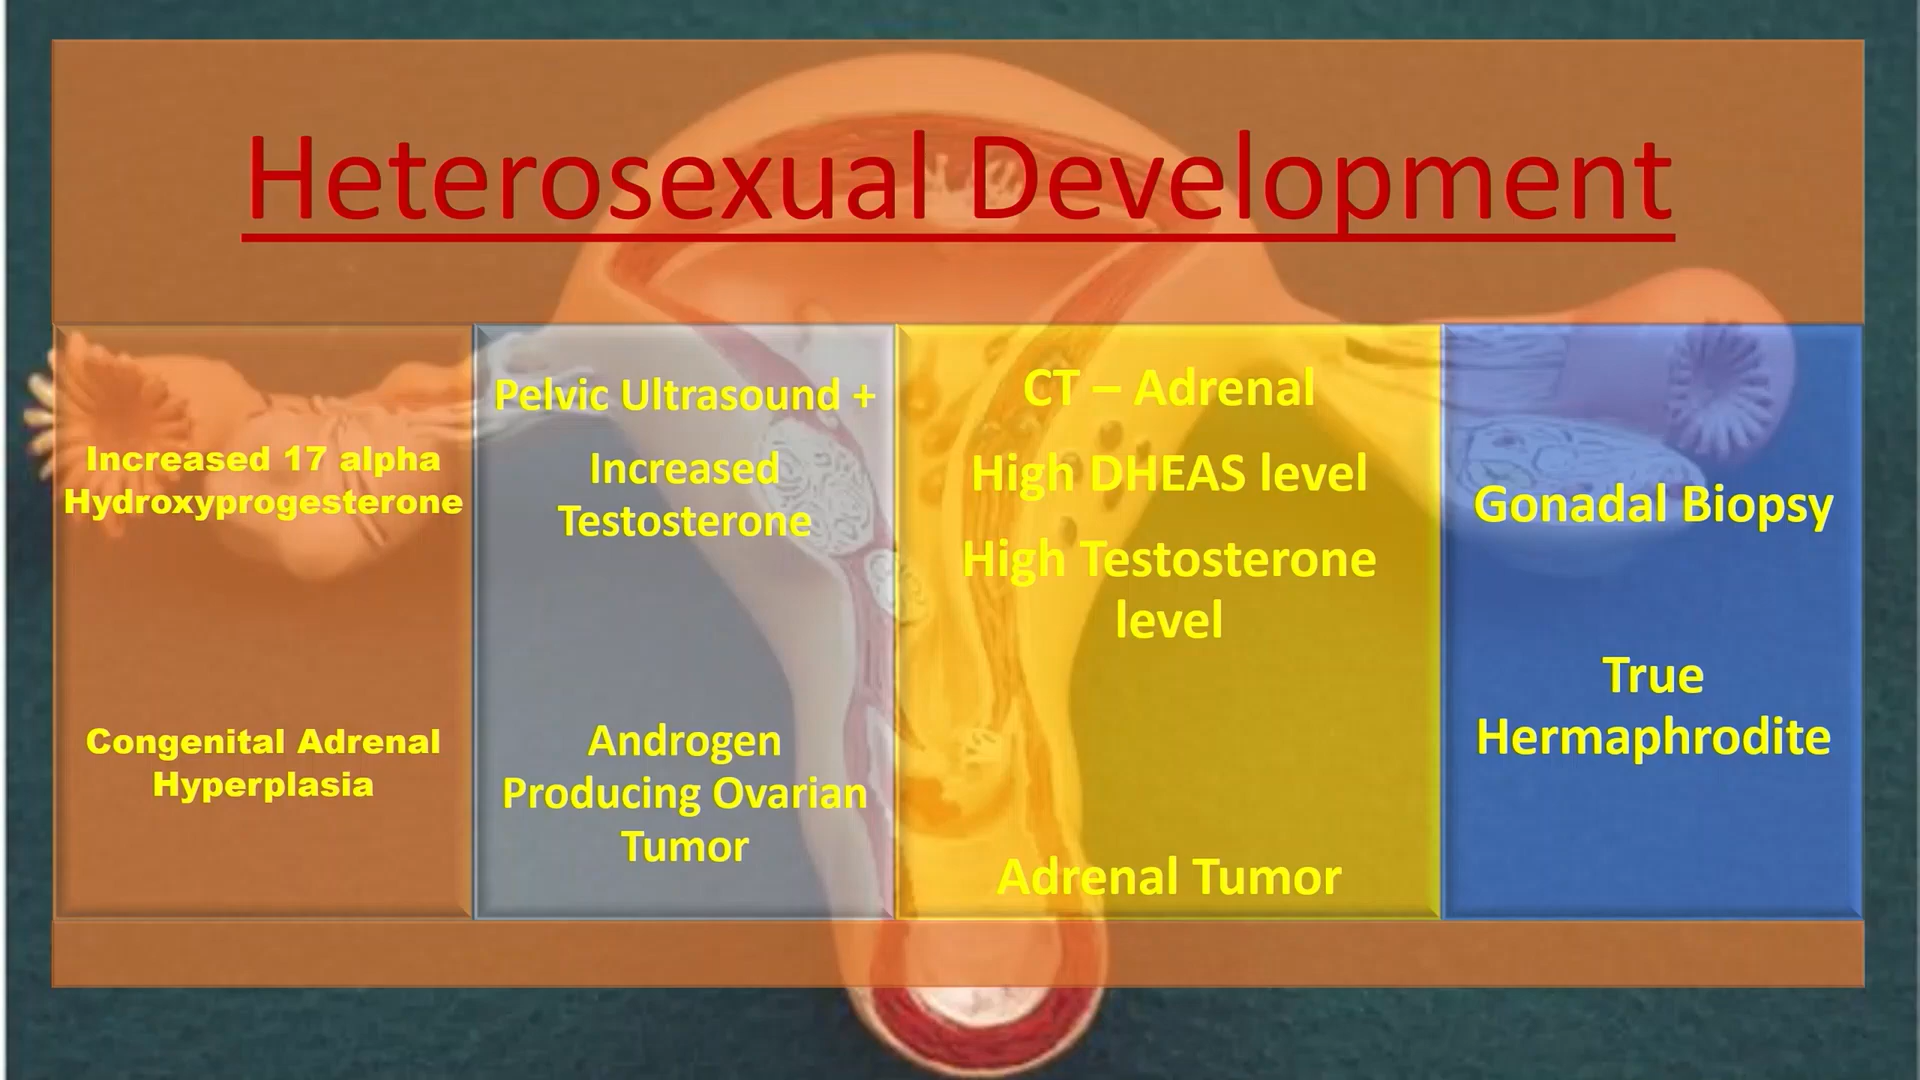 Heterosexual Development
Increased 17 alpha
Hydroxyprogesterone
Congenital Adrenal
Hyperplasia
Pelvic Ultrasound +
Increased
Testosterone
Androgen
Producing Ovarian
Tumor
CT – Adrenal
High DHEAS level
High Testosterone
level
Adrenal Tumor
Gonadal Biopsy
True
Hermaphrodite